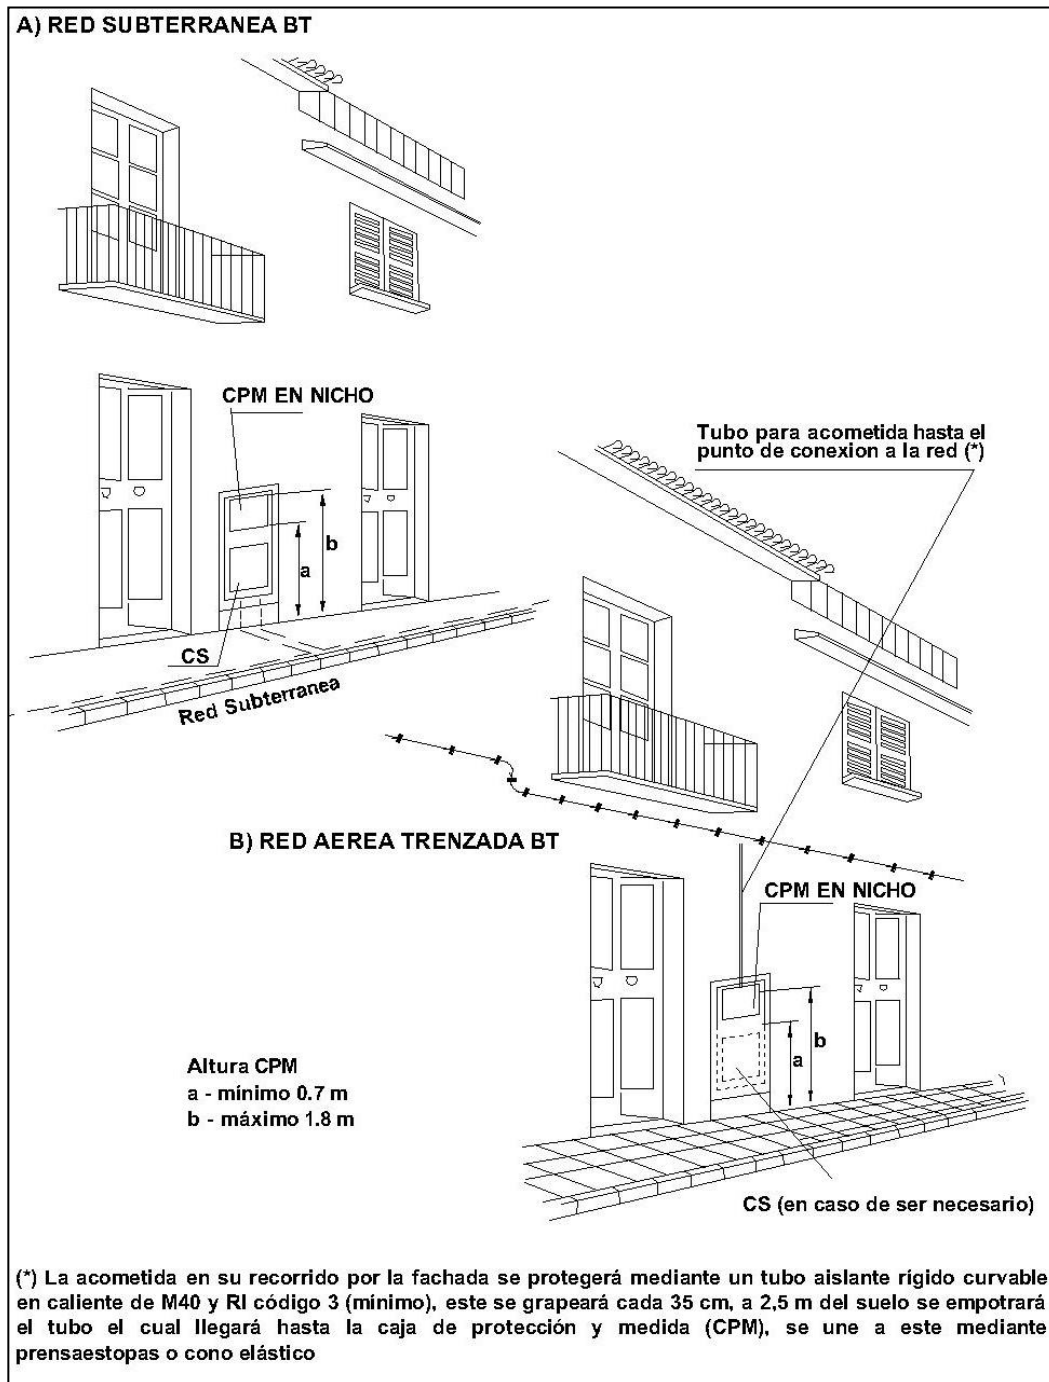 A) RED SUBTERRANEA BT
CPM EN NICHO
b
a
CS
Red Subterranea
Tubo para acometida hasta el
punto de conexion a la red (*)
B) RED AEREA TRENZADA BT
CPM EN NICHO
b
a
Altura CPM
a - mínimo 0.7 m
b - máximo 1.8 m
CS (en caso de ser necesario)
(*) La acometida en su recorrido por la fachada se protegerá mediante un tubo aislante rígido curvable
en caliente de M40 y RI código 3 (mínimo), este se grapeará cada 35 cm, a 2,5 m del suelo se empotrará
el tubo el cual llegará hasta la caja de protección y medida (CPM), se une a este mediante
prensaestopas o cono elástico